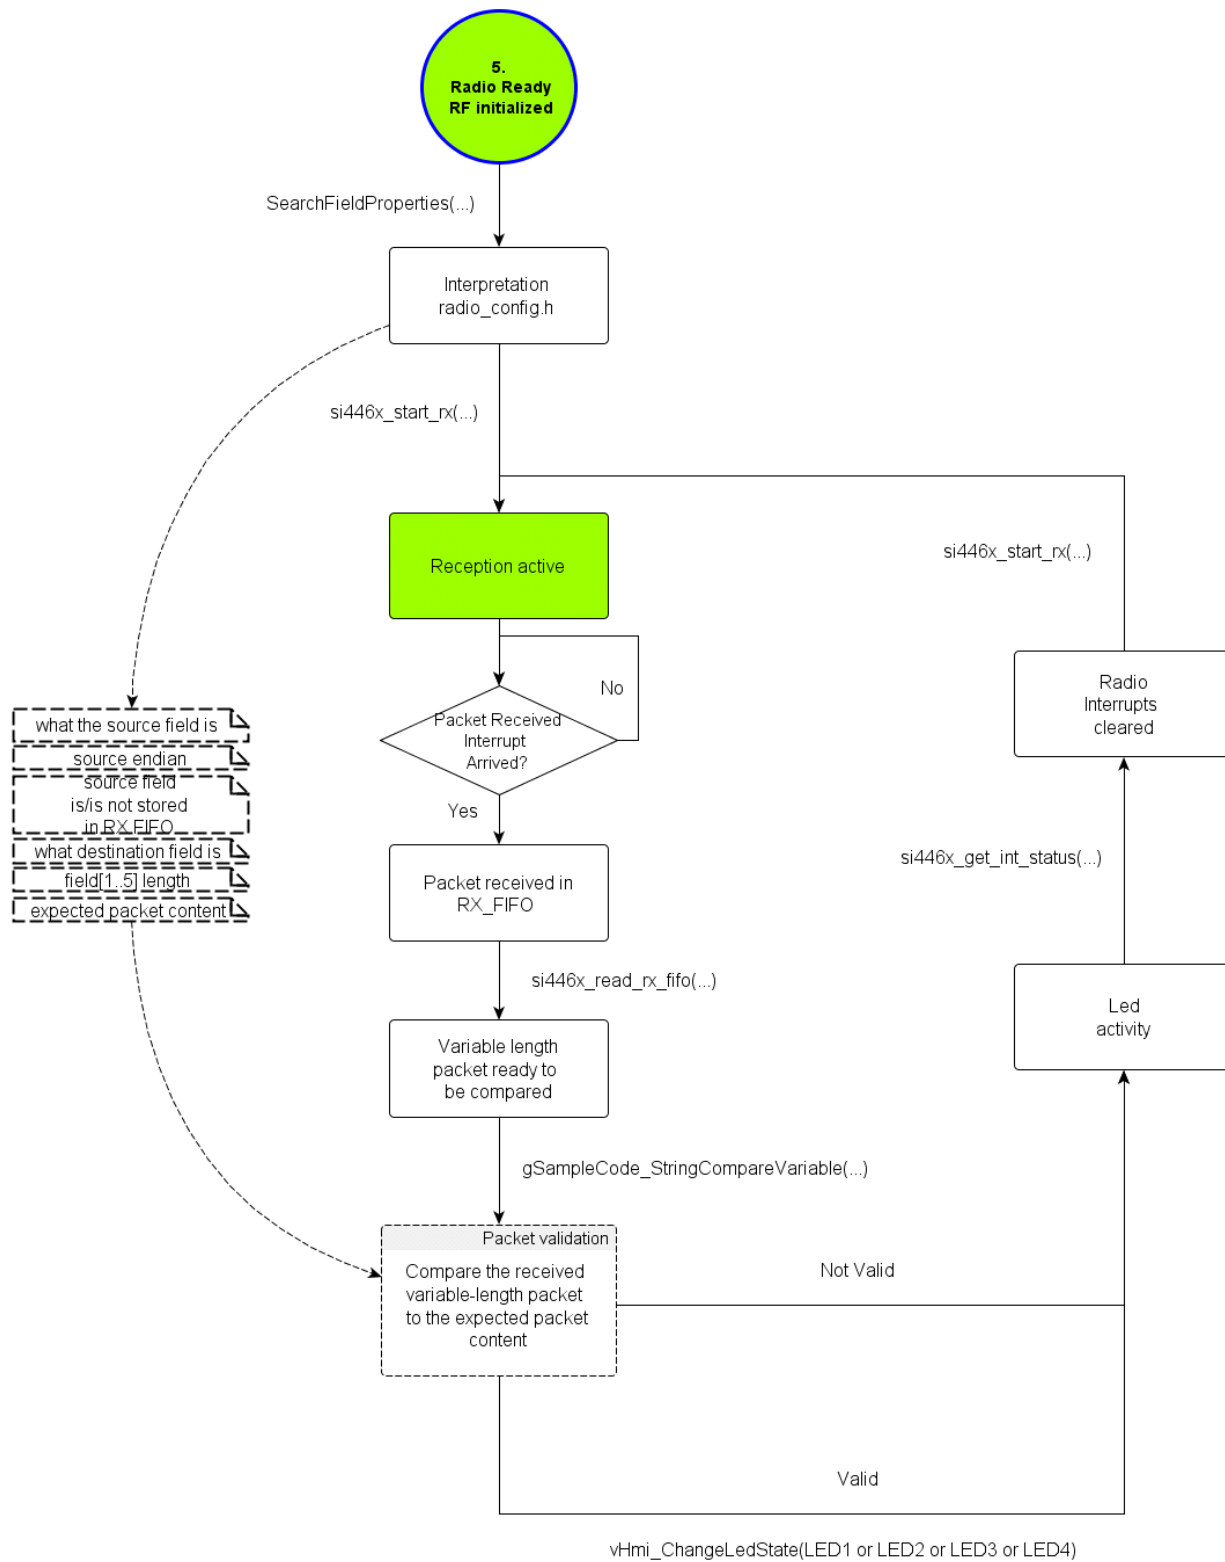 5.
Radio Ready
RF initialized
SearchFieldProperties(...)
Interpretation
radio_config.h
si446x_start_rx(...)
Reception active
si446x_start_rx(...)
No
Packet Received
Interrupt
Arrived?
Radio
Interrupts
cleared
what the source field is
source endian
source field
is/is not stored
in RX FIFO
what destination field is
field[1..5] length
expected packet content
Yes
Packet received in
RX_FIFO
si446x_get_int_status(...)
si446x_read_rx_fifo(...)
Led
activity
Variable length
packet ready to
be compared
gSampleCode_StringCompareVariable(...)
Packet validation
Compare the received
variable-length packet
to the expected packet
content
Not Valid
Valid
vHmi_ChangeLedState(LED1 or LED2 or LED3 or LED4)